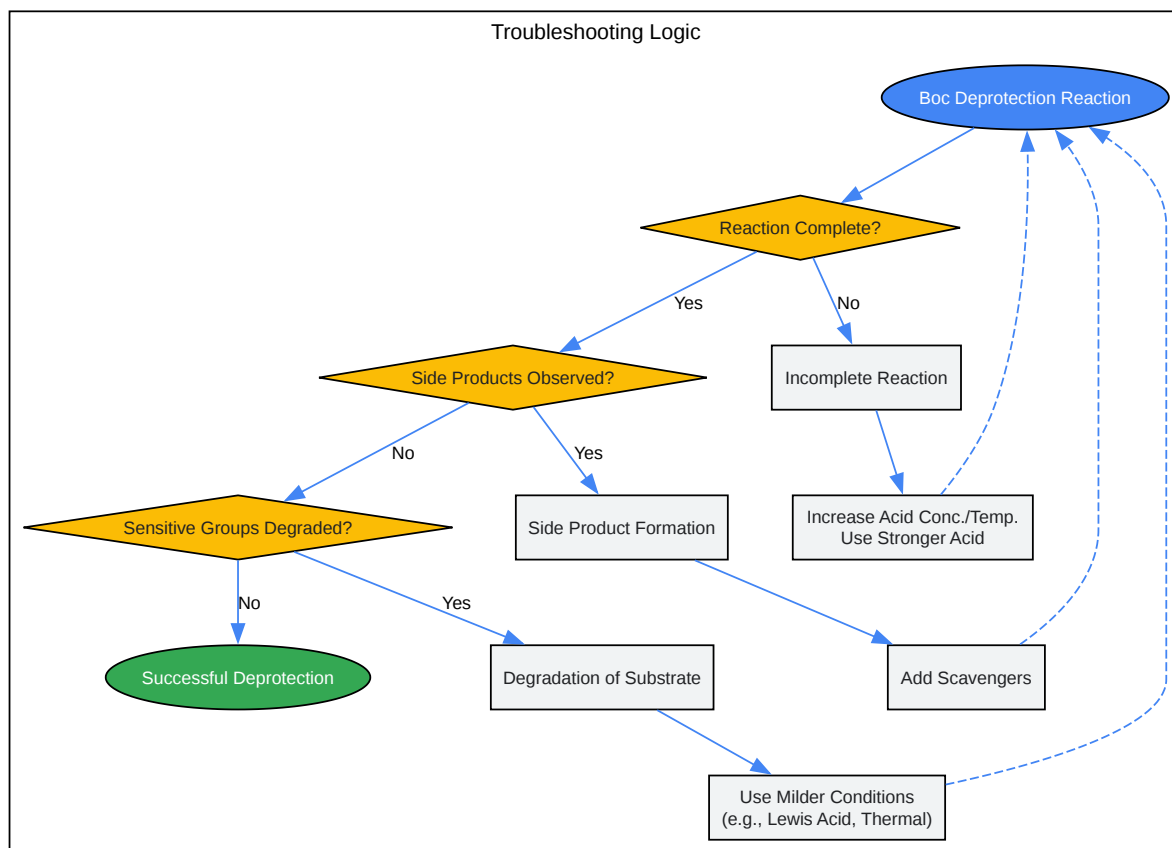 Troubleshooting Logic
Boc Deprotection Reaction
Reaction Complete?
Yes
No
Side Products Observed?
Incomplete Reaction
No
Yes
Sensitive Groups Degraded?
Side Product Formation
Increase Acid Conc./Temp.
Use Stronger Acid
No
Yes
Successful Deprotection
Degradation of Substrate
Add Scavengers
Use Milder Conditions
(e.g., Lewis Acid, Thermal)